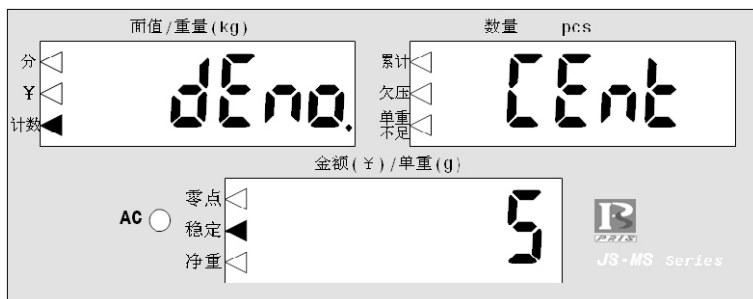 面值/重量(kg)
数量 pcs
分
¥
计数
dEno.
累计
欠压
单重
不足
CEnt
金额(¥)/单重(g)
AC
零点
稳定
净重
5
PRIS
JS-MS Series